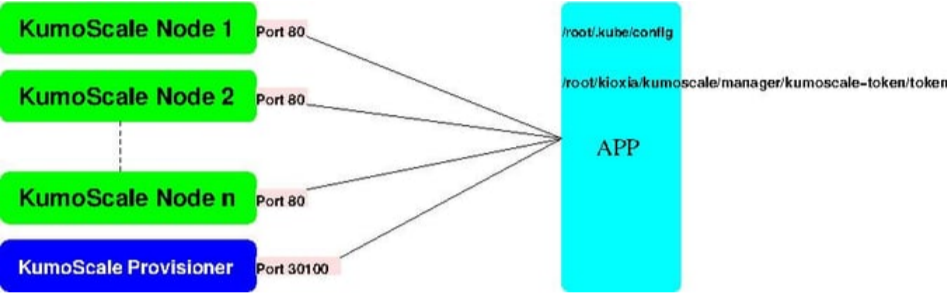 KumoScale Node 1
Port 80
/root/.kube/config
KumoScale Node 2
Port 80
/root/kioxia/kumoscale/manager/kumoscale-token/token
APP
KumoScale Node n
Port 80
KumoScale Provisioner
Port 30100